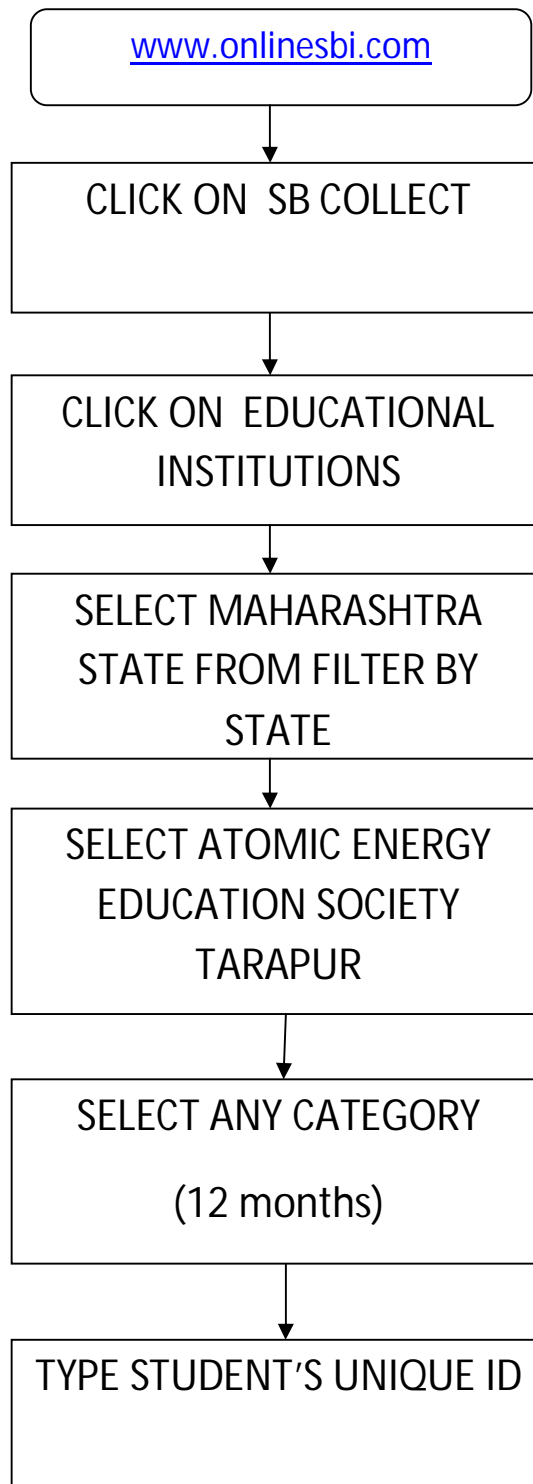 www.onlinesbi.com
CLICK ON SB COLLECT
CLICK ON EDUCATIONAL
INSTITUTIONS
SELECT MAHARASHTRA
STATE FROM FILTER BY
STATE
SELECT ATOMIC ENERGY
EDUCATION SOCIETY
TARAPUR
SELECT ANY CATEGORY
(12 months)
TYPE STUDENT’S UNIQUE ID